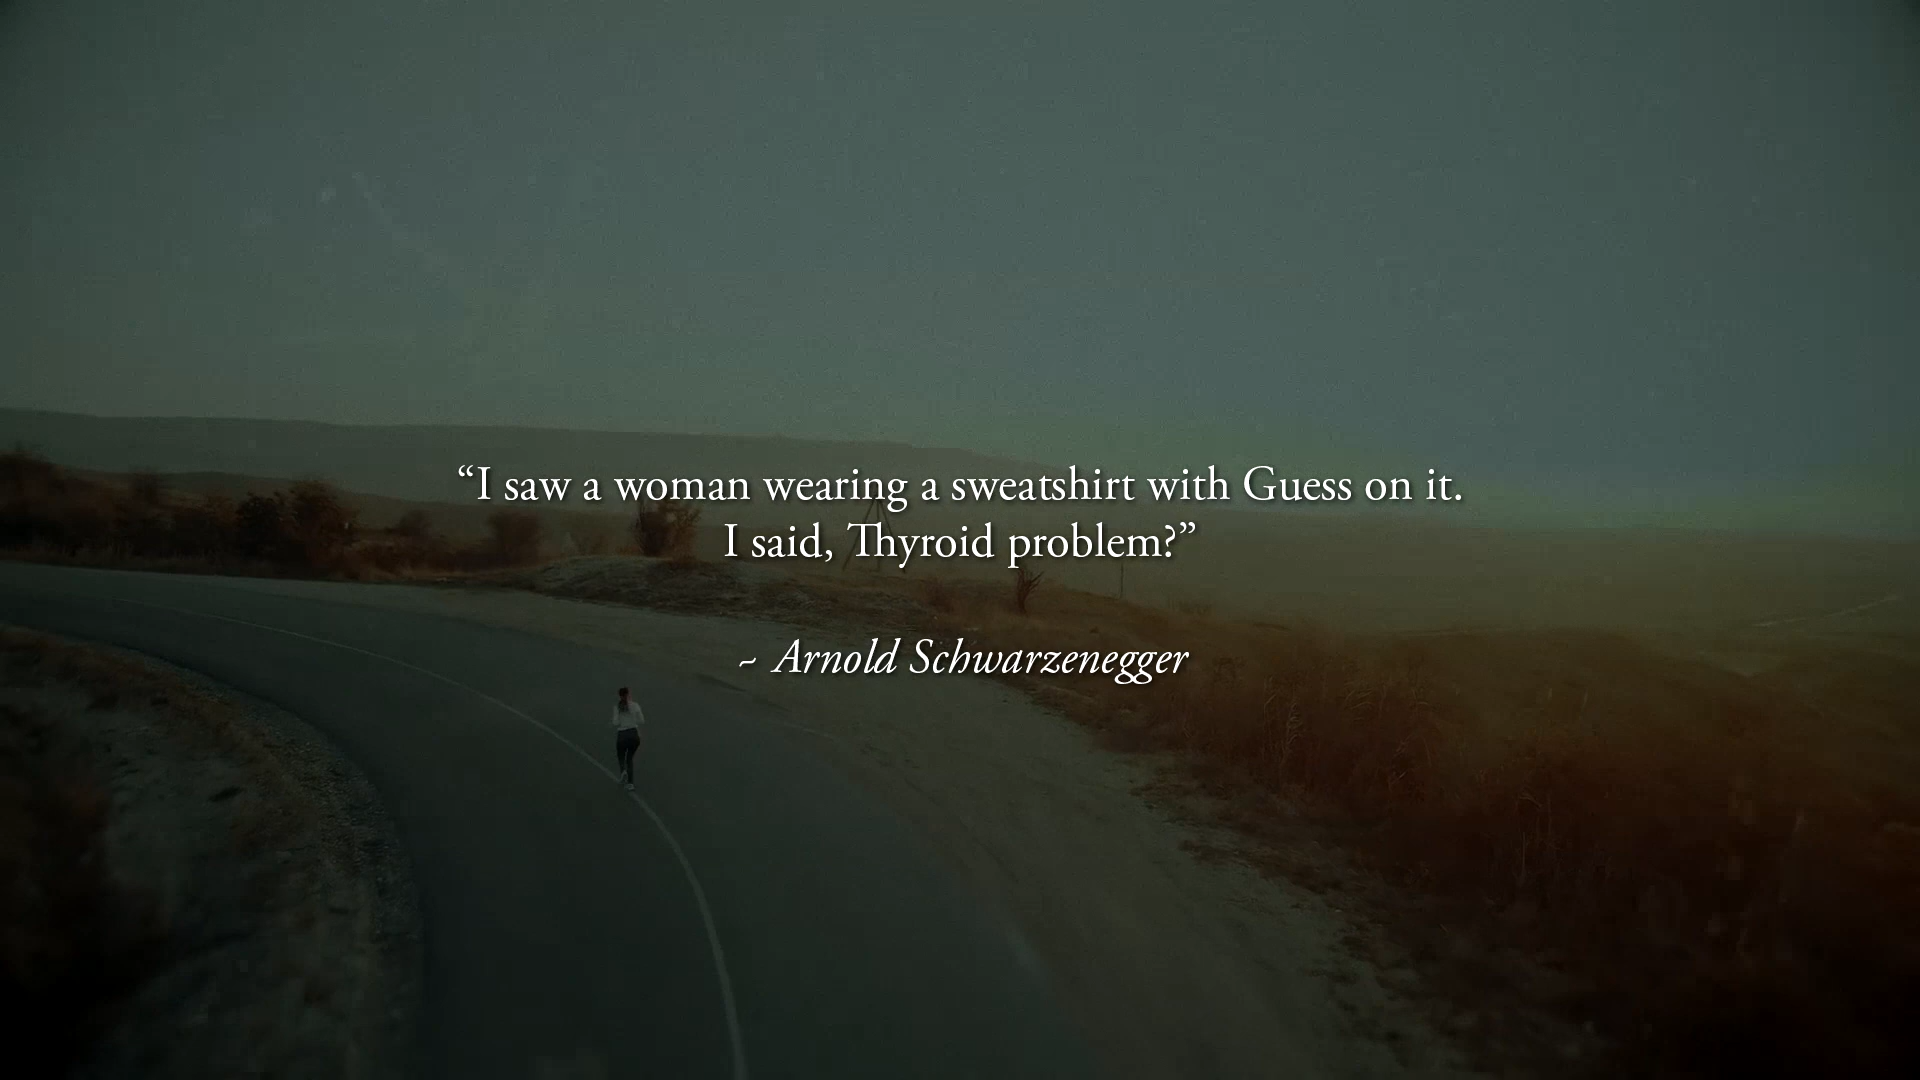 “I saw a woman wearing a sweatshirt with Guess on it.
I said, Thyroid problem?”
~ Arnold Schwarzenegger